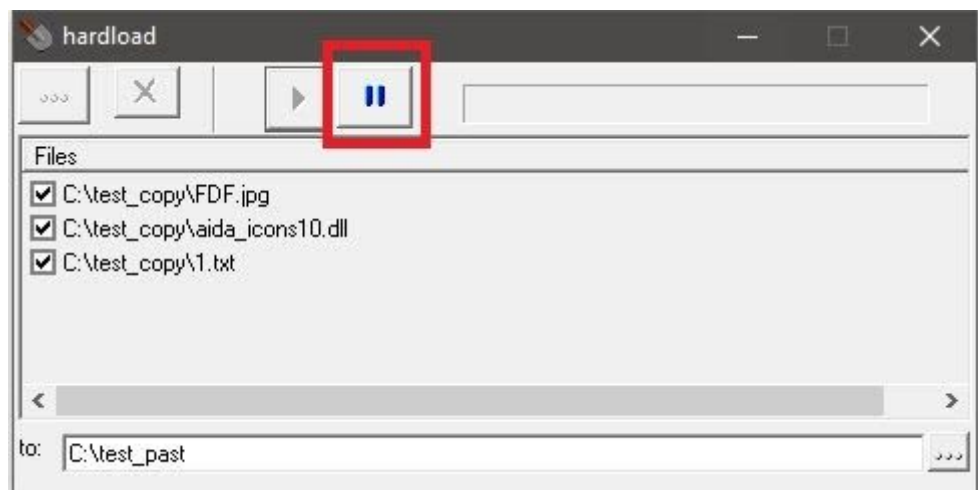 hardload
...
Files
C:\test_copy\FDF.jpg
C:\test_copy\aida_icons10.dll
C:\test_copy\1.txt
to: C:\test_past ...